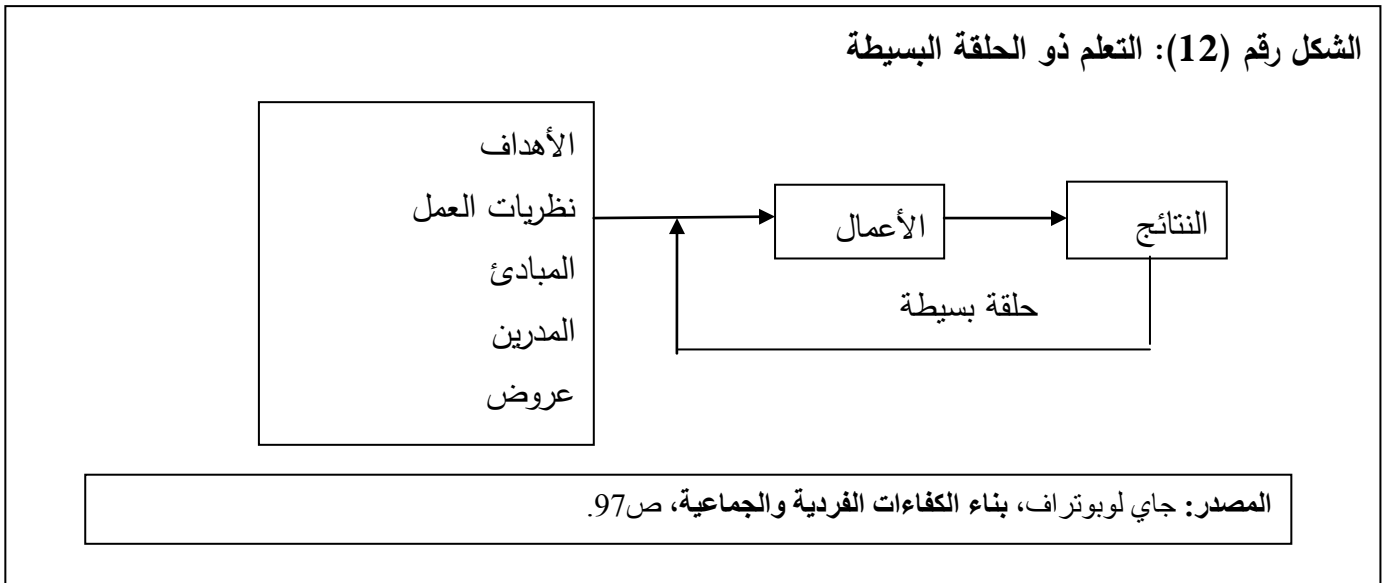 الشكل رقم (12): التعلم ذو الحلقة البسيطة
الأهداف
نظريات العمل
المبادئ
المدرين
عروض
الأعمال
النتائج
حلقة بسيطة
المصدر: جاي لوبوتراف، بناء الكفاءات الفردية والجماعية، ص97.